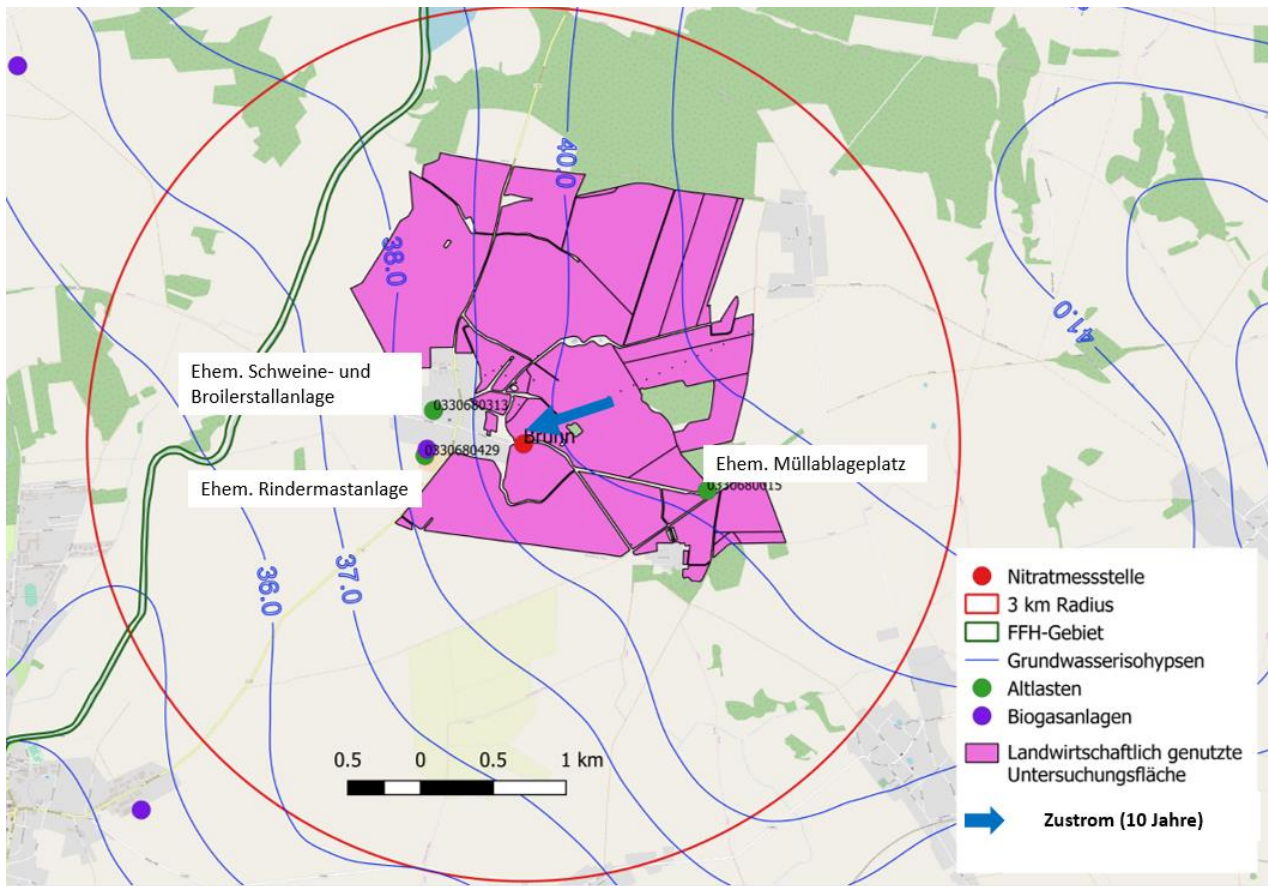 40.0
38.0
41.0
Ehem. Schweine- und
Broilerstallanlage
0330680313
Brunn
0330680429
Ehem. Rindermastanlage
Ehem. Müllablageplatz
0330680015
36.0
37.0
0.5 0 0.5 1 km
Nitratmessstelle
3 km Radius
FFH-Gebiet
Grundwasserisohypsen
Altlasten
Biogasanlagen
Landwirtschaftlich genutzte
Untersuchungsfläche
Zustrom (10 Jahre)